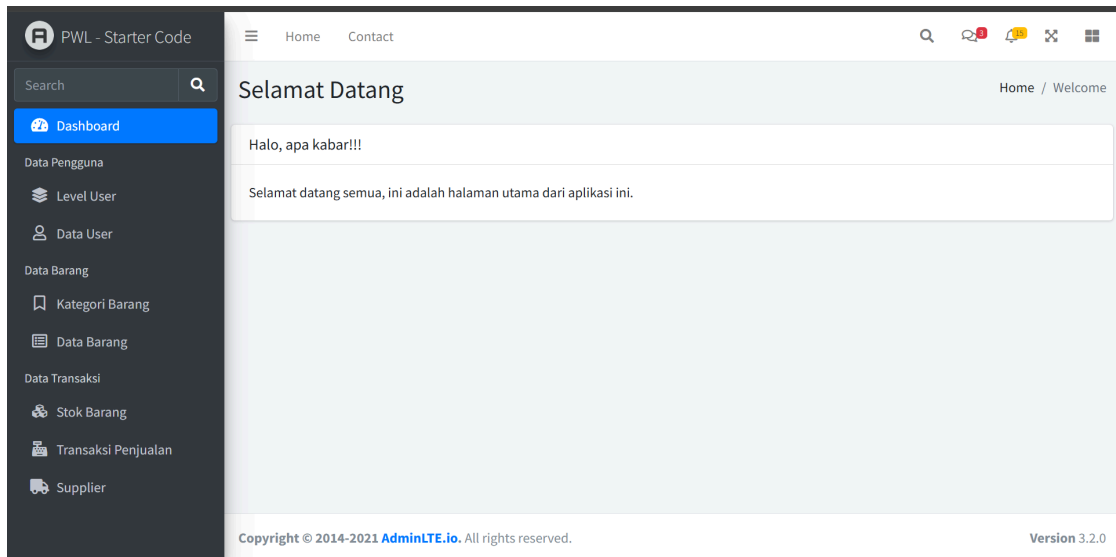 PWL - Starter Code
Search
Dashboard
Data Pengguna
Level User
Data User
Data Barang
Kategori Barang
Data Barang
Data Transaksi
Stok Barang
Transaksi Penjualan
Supplier
Home Contact
3 15
Selamat Datang
Home / Welcome
Halo, apa kabar!!!
Selamat datang semua, ini adalah halaman utama dari aplikasi ini.
Copyright © 2014-2021 AdminLTE.io. All rights reserved.
Version 3.2.0